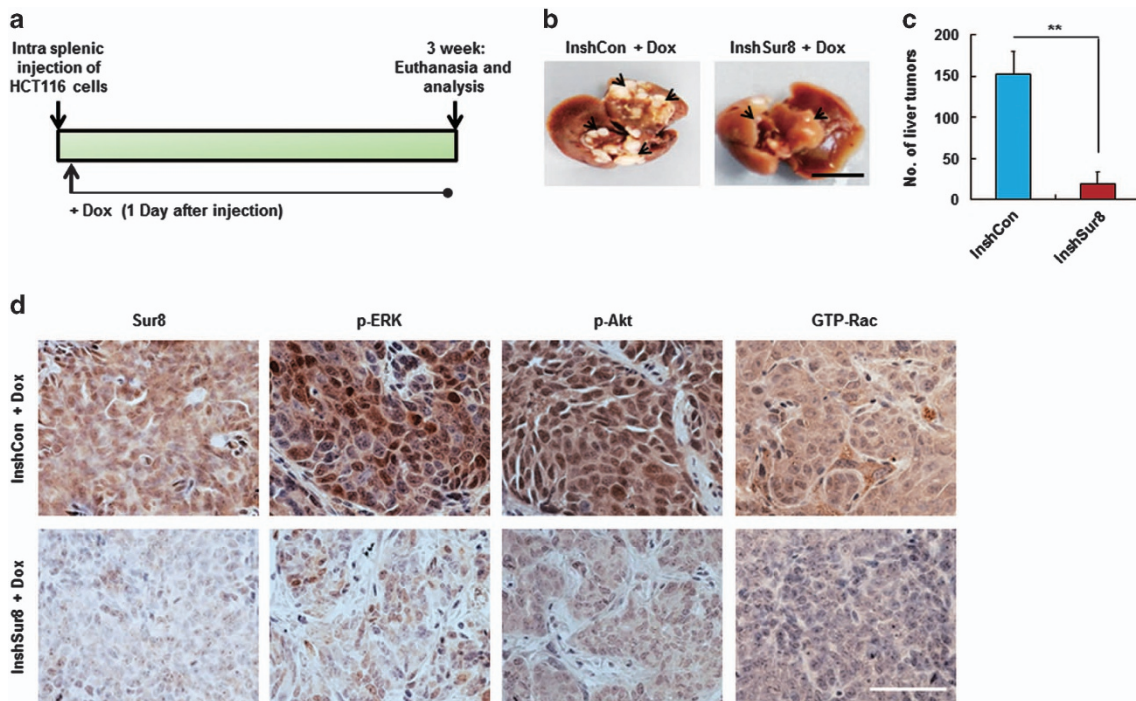 a
Intra splenic
injection of
HCT116 cells
3 week:
Euthanasia and
analysis
+ Dox (1 Day after injection)
b
InshCon + Dox
InshSur8 + Dox
c
**
No. of liver tumors
200
150
100
50
0
InshCon
InshSur8
d
Sur8
p-ERK
p-Akt
GTP-Rac
InshCon + Dox
InshSur8 + Dox